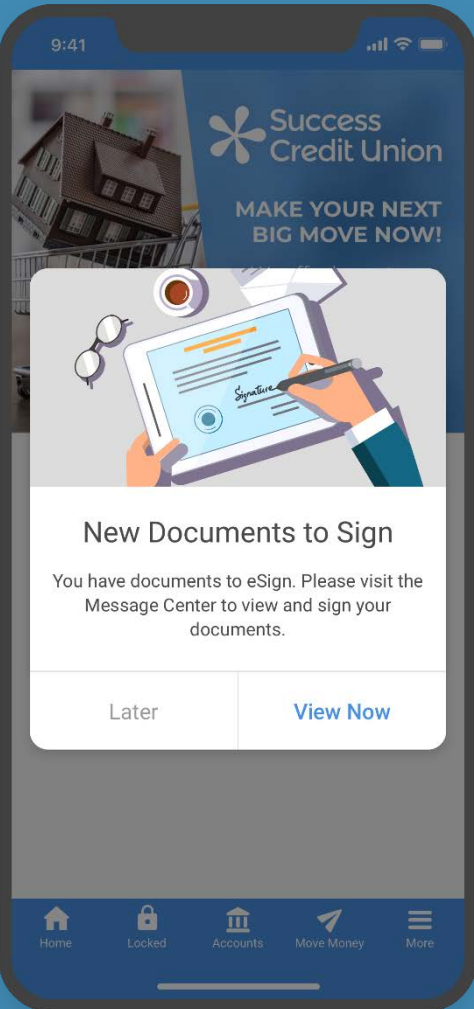 9:41
Success
Credit Union
MAKE YOUR NEXT
BIG MOVE NOW!
Signature
New Documents to Sign
You have documents to eSign. Please visit the
Message Center to view and sign your
documents.
Later
View Now
Home
Locked
Accounts
Move Money
More